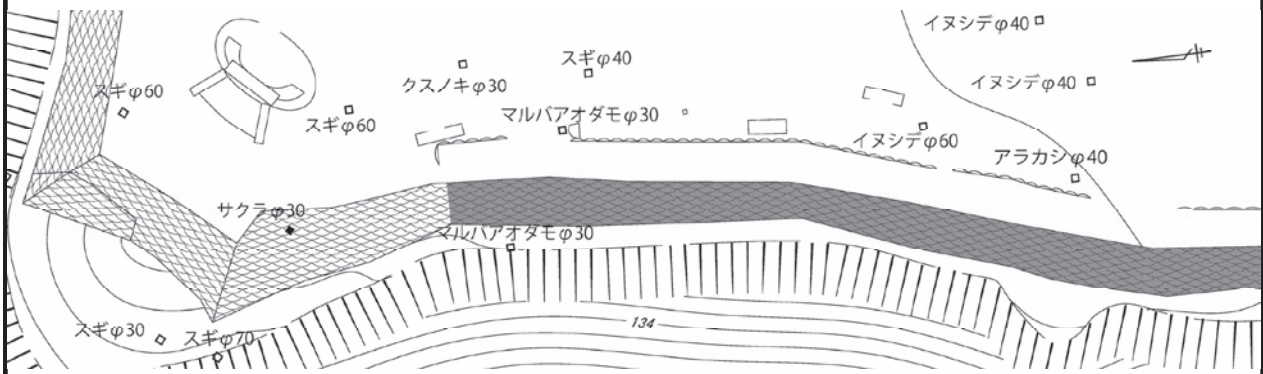 イヌシデφ40
スギφ40
イヌシデφ40
クスノキφ30
スギφ60
マルバアオダモφ30
スギφ60
イヌシデφ60
アラカシφ40
サクラφ30
マルバアオダモφ30
134
スギφ30
スギφ70